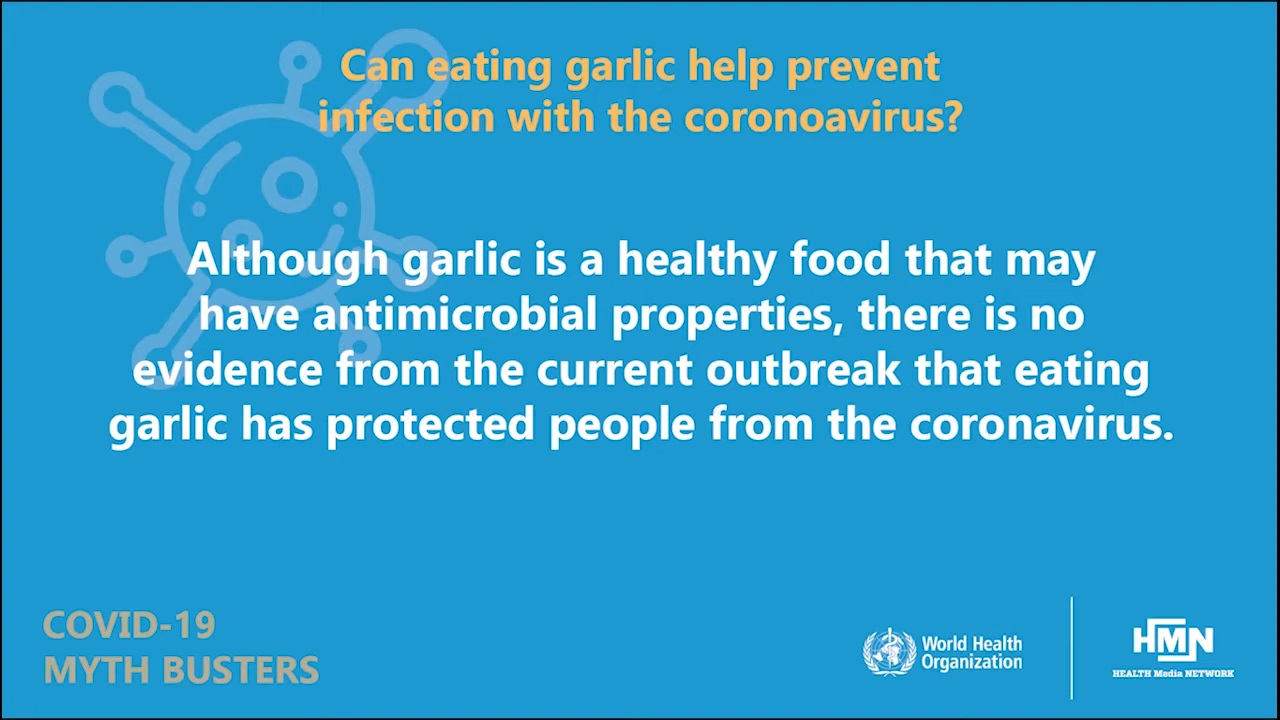 Can eating garlic help prevent
infection with the coronoavirus?
Although garlic is a healthy food that may
have antimicrobial properties, there is no
evidence from the current outbreak that eating
garlic has protected people from the coronavirus.
COVID-19
MYTH BUSTERS
World Health
Organization
HMN
HEALTH Media NETWORK